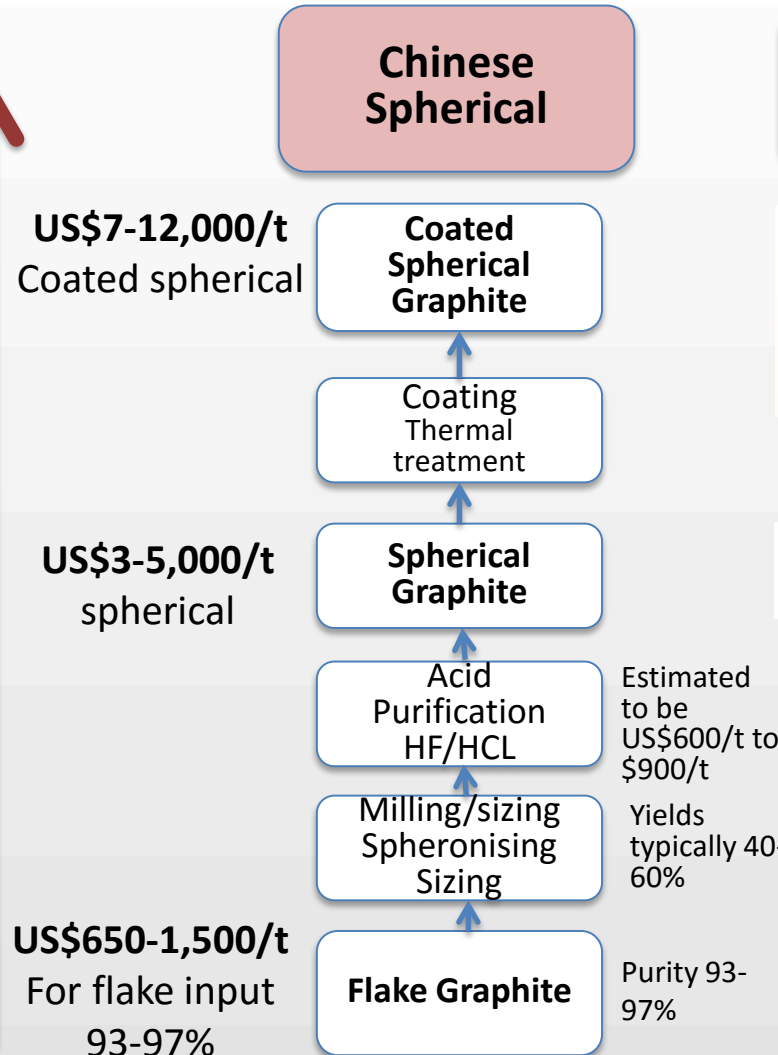 Chinese
Spherical
US$7-12,000/t
Coated spherical
Coated
Spherical
Graphite
Coating
Thermal
treatment
US$3-5,000/t
spherical
Spherical
Graphite
Acid
Purification
HF/HCL
Estimated
to be
US$600/t to
$900/t
Milling/sizing
Spheronising
Sizing
Yields
typically 40-
60%
US$650-1,500/t
For flake input
93-97%
Flake Graphite
Purity 93-
97%